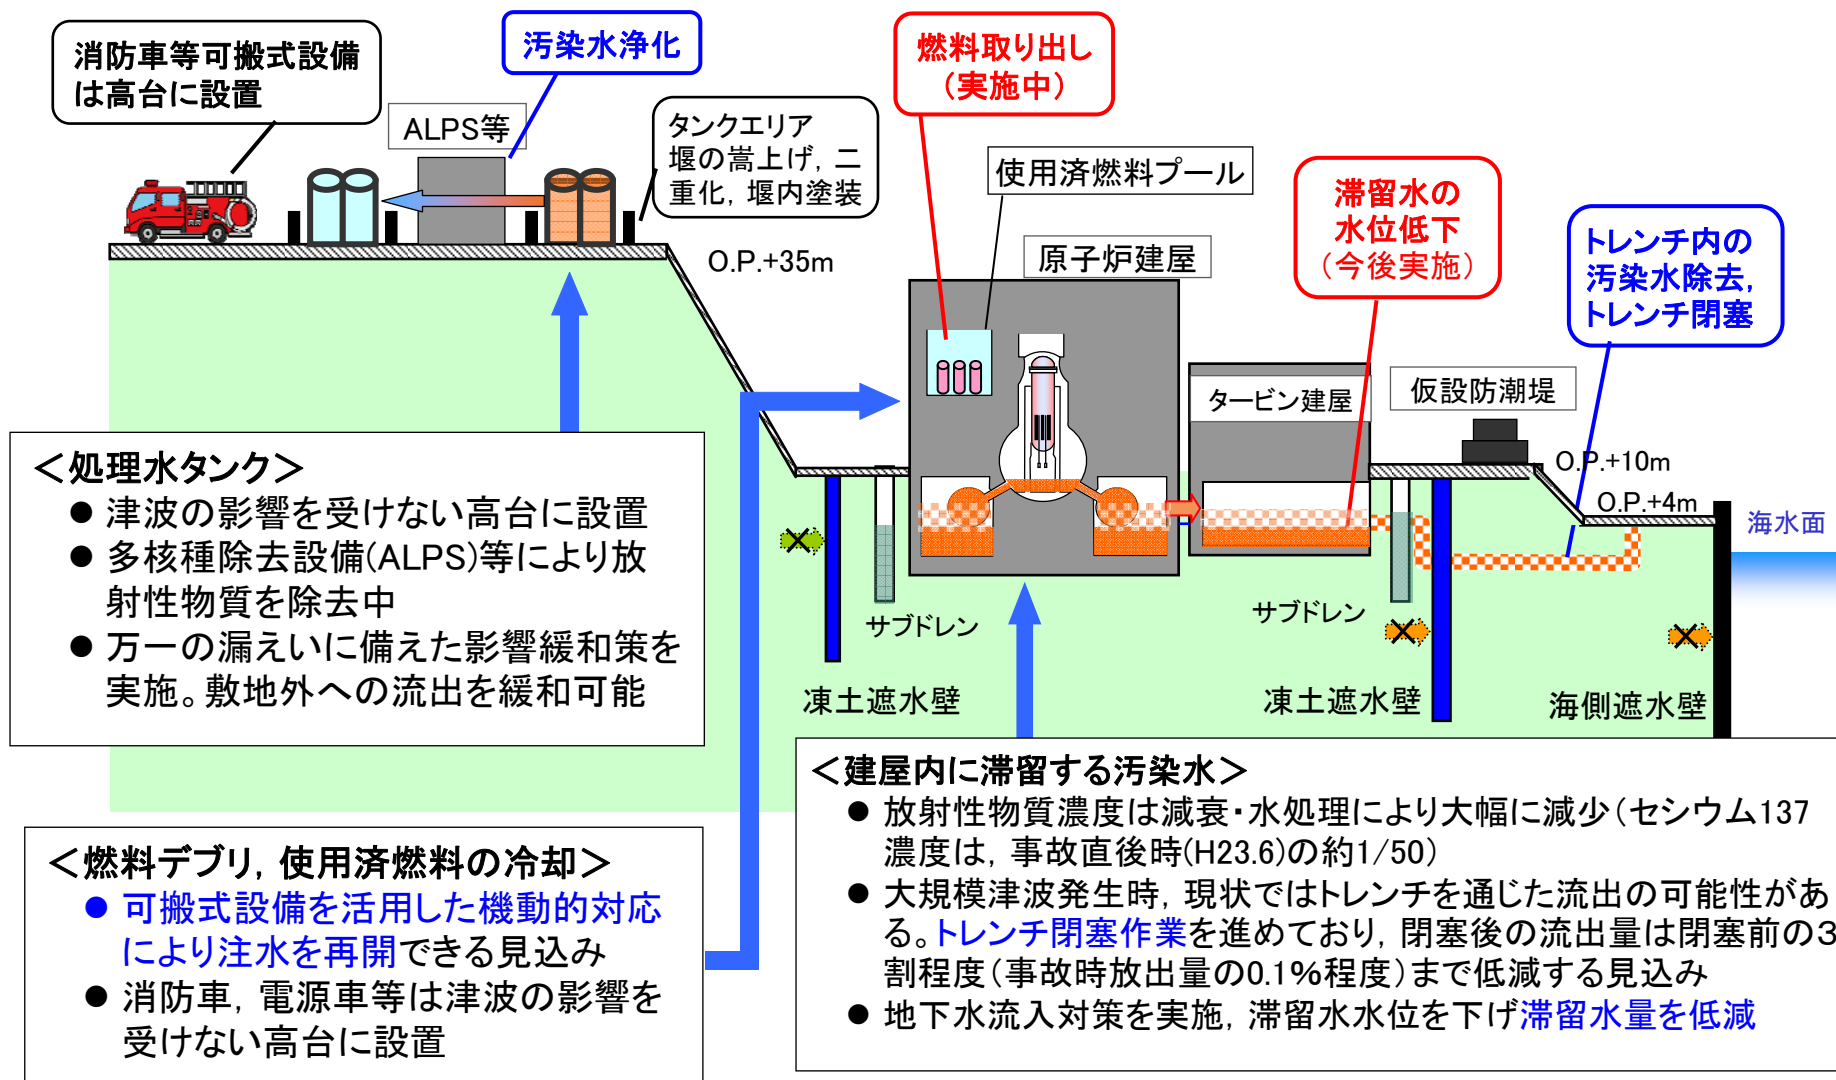 消防車等可搬式設備
は高台に設置
汚染水浄化
燃料取り出し
（実施中）
ALPS等
タンクエリア
堰の嵩上げ，二
重化，堰内塗装
使用済燃料プール
滞留水の
水位低下
（今後実施）
トレンチ内の
汚染水除去，
トレンチ閉塞
O.P.+35m
原子炉建屋
タービン建屋
仮設防潮堤
O.P.+10m
O.P.+4m
海水面
サブドレン
サブドレン
凍土遮水壁
凍土遮水壁
海側遮水壁
＜処理水タンク＞
● 津波の影響を受けない高台に設置
● 多核種除去設備(ALPS)等により放
射性物質を除去中
● 万一の漏えいに備えた影響緩和策を
実施。敷地外への流出を緩和可能
＜燃料デブリ，使用済燃料の冷却＞
● 可搬式設備を活用した機動的対応
により注水を再開できる見込み
● 消防車，電源車等は津波の影響を
受けない高台に設置
＜建屋内に滞留する汚染水＞
● 放射性物質濃度は減衰・水処理により大幅に減少（セシウム137
濃度は，事故直後時(H23.6)の約1/50）
● 大規模津波発生時，現状ではトレンチを通じた流出の可能性があ
る。トレンチ閉塞作業を進めており，閉塞後の流出量は閉塞前の３
割程度（事故時放出量の0.1%程度）まで低減する見込み
● 地下水流入対策を実施，滞留水水位を下げ滞留水量を低減